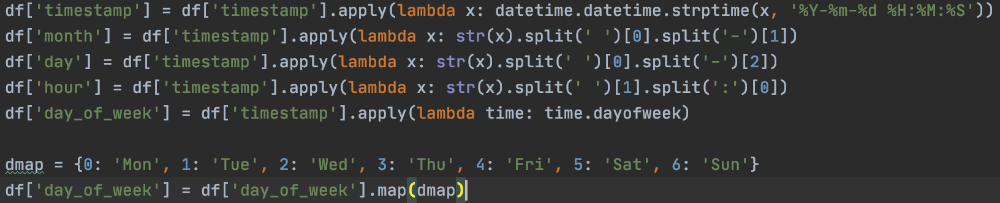 df['timestamp'] = df['timestamp'].apply(lambda x: datetime.datetime.strptime(x, '%Y-%m-%d %H:%M:%S'))
df['month'] = df['timestamp'].apply(lambda x: str(x).split(' ')[0].split('-')[1])
df['day'] = df['timestamp'].apply(lambda x: str(x).split(' ')[0].split('-')[2])
df['hour'] = df['timestamp'].apply(lambda x: str(x).split(' ')[1].split(':')[0])
df['day_of_week'] = df['timestamp'].apply(lambda time: time.dayofweek)
dmap = {0: 'Mon', 1: 'Tue', 2: 'Wed', 3: 'Thu', 4: 'Fri', 5: 'Sat', 6: 'Sun'}
df['day_of_week'] = df['day_of_week'].map(dmap)